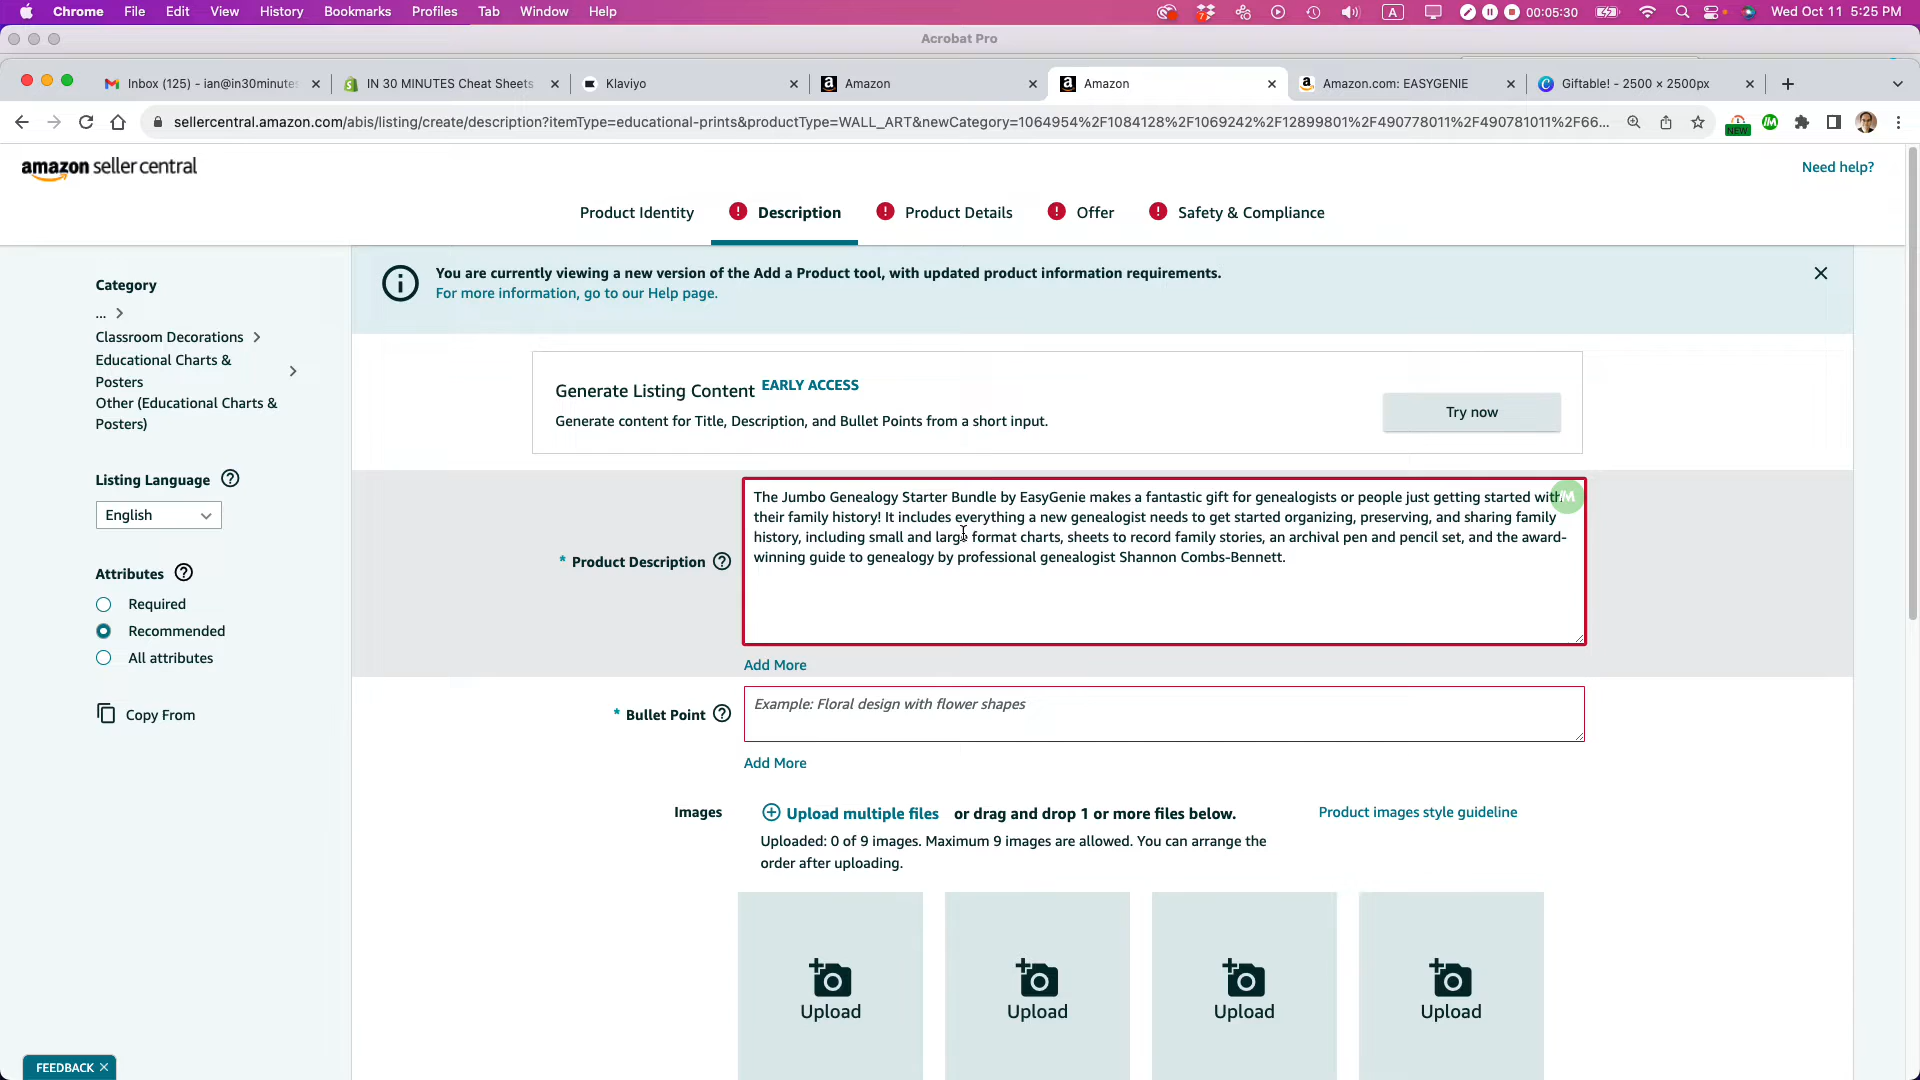 Chrome File Edit View History Bookmarks Profiles Tab Window Help
A 00:05:30 Wed Oct 11 5:25 PM
Acrobat Pro
Inbox (125) - ian@in30minutes
IN 30 MINUTES Cheat Sheets
Klaviyo
Amazon
Amazon
Amazon.com: EASYGENIE
Giftable! - 2500 × 2500px
sellercentral.amazon.com/abis/listing/create/description?itemType=educational-prints&productType=WALL_ART&newCategory=1064954%2F1084128%2F1069242%2F12899801%2F490778011%2F490781011%2F66...
NEW
amazon seller central
Need help?
Product Identity
Description
Product Details
Offer
Safety & Compliance
You are currently viewing a new version of the Add a Product tool, with updated product information requirements.
For more information, go to our Help page.
Category
...
Classroom Decorations
Educational Charts &
Posters
Other (Educational Charts &
Posters)
Listing Language
English
Attributes
Required
Recommended
All attributes
Copy From
Generate Listing Content EARLY ACCESS
Generate content for Title, Description, and Bullet Points from a short input.
Try now
* Product Description
The Jumbo Genealogy Starter Bundle by EasyGenie makes a fantastic gift for genealogists or people just getting started with
their family history! It includes everything a new genealogist needs to get started organizing, preserving, and sharing family
history, including small and large format charts, sheets to record family stories, an archival pen and pencil set, and the award-
winning guide to genealogy by professional genealogist Shannon Combs-Bennett.
Add More
* Bullet Point
Example: Floral design with flower shapes
Add More
Images
Upload multiple files or drag and drop 1 or more files below.
Product images style guideline
Uploaded: 0 of 9 images. Maximum 9 images are allowed. You can arrange the
order after uploading.
Upload
Upload
Upload
Upload
FEEDBACK